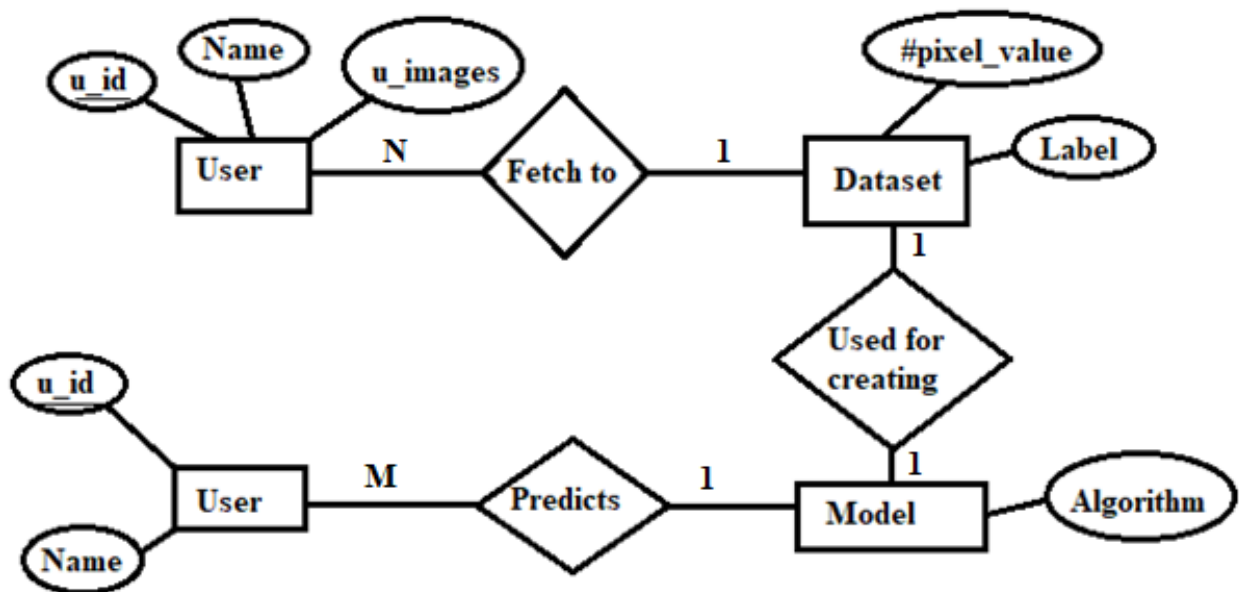 Name
u_id
u_images
#pixel_value
Label
User
N
Fetch to
1
Dataset
1
Used for
creating
1
u_id
User
M
Predicts
1
Model
Algorithm
Name